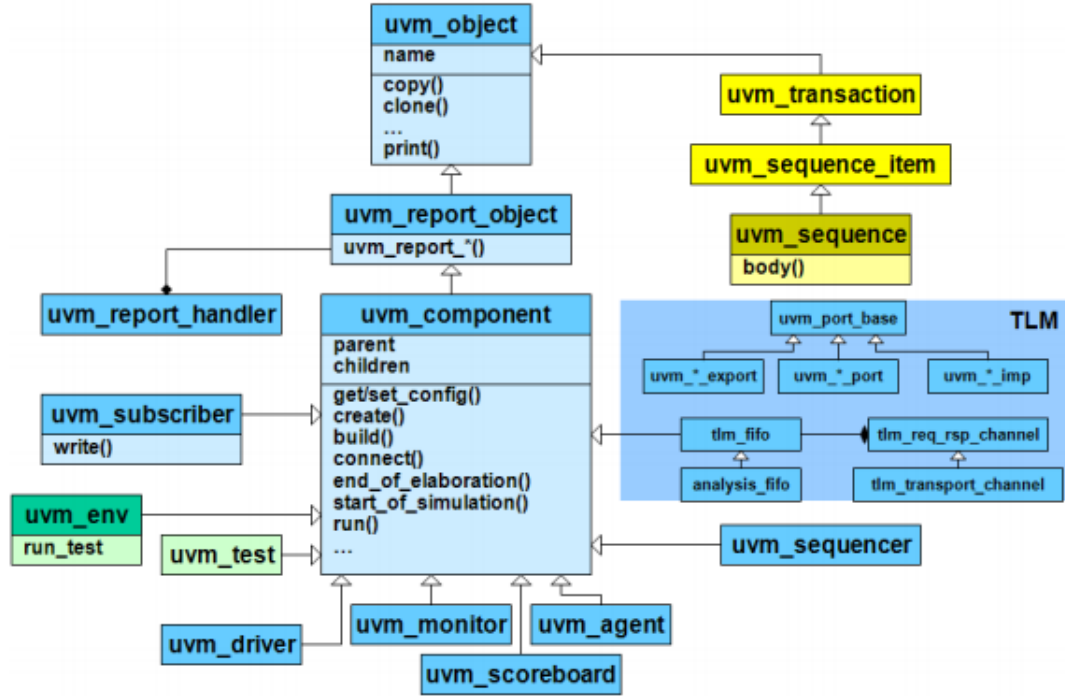 uvm_object
name
copy()
clone()
...
print()
uvm_transaction
uvm_sequence_item
uvm_sequence
body()
uvm_report_object
uvm_report_*()
uvm_report_handler
uvm_component
parent
children
get/set_config()
create()
build()
connect()
end_of_elaboration()
start_of_simulation()
run()
...
TLM
uvm_port_base
uvm_*_export
uvm_*_port
uvm_*_imp
tlm_fifo
tlm_req_rsp_channel
analysis_fifo
tlm_transport_channel
uvm_subscriber
write()
uvm_env
run_test
uvm_test
uvm_sequencer
uvm_driver
uvm_monitor
uvm_scoreboard
uvm_agent